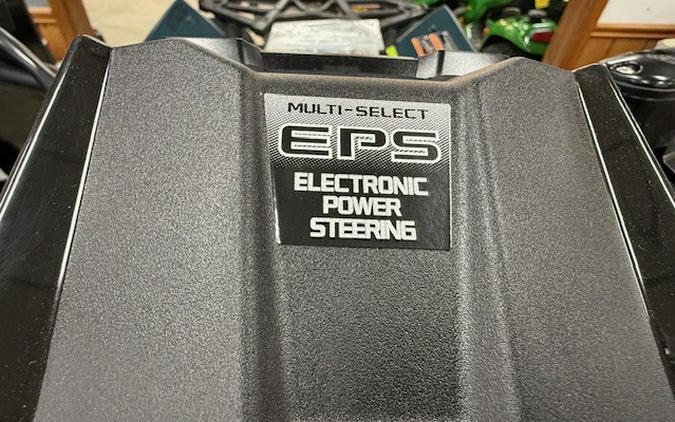 MULTI-SELECT
EPS
ELECTRONIC
POWER
STEERING